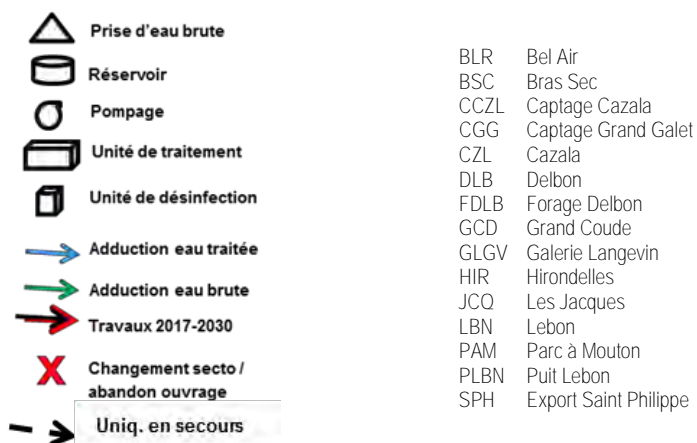 Prise d'eau brute
Réservoir
Pompage
Unité de traitement
Unité de désinfection
Adduction eau traitée
Adduction eau brute
Travaux 2017-2030
Changement secto /
abandon ouvrage
Uniq. en secours
BLR Bel Air
BSC Bras Sec
CCZL Captage Cazala
CGG Captage Grand Galet
CZL Cazala
DLB Delbon
FDLB Forage Delbon
GCD Grand Coude
GLGV Galerie Langevin
HIR Hirondelles
JCQ Les Jacques
LBN Lebon
PAM Parc à Mouton
PLBN Puit Lebon
SPH Export Saint Philippe